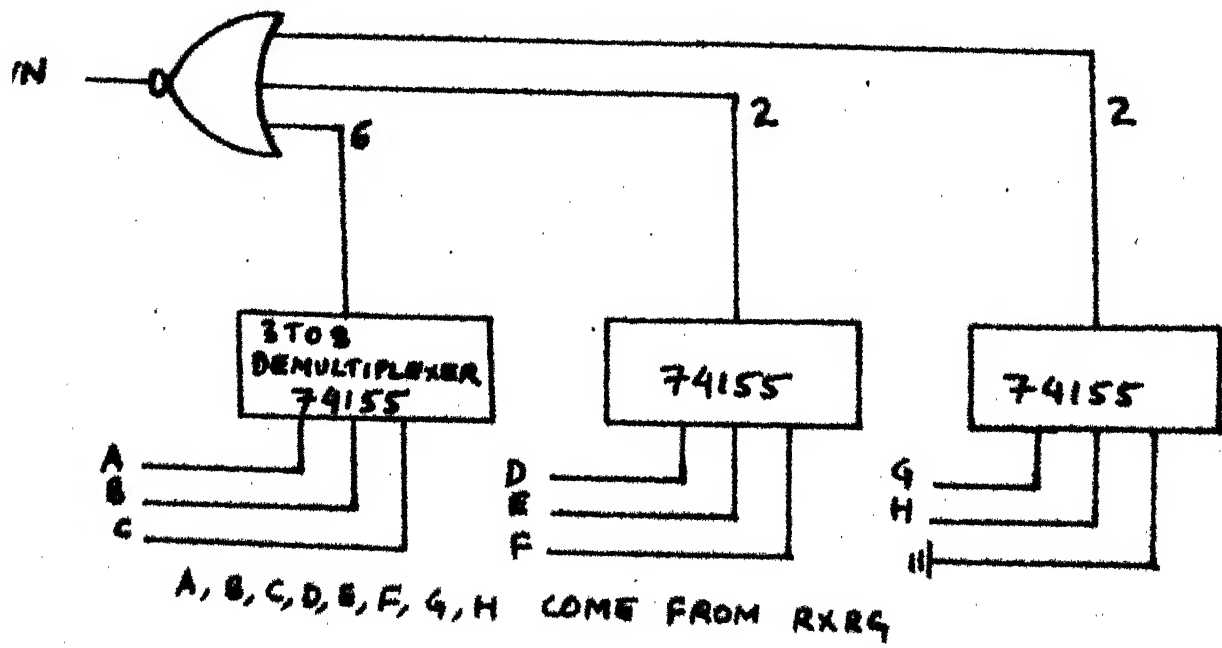 IN
6
2
2
3 TO 8
DEMULTIPLEXER
74155
74155
74155
A
B
C
D
E
F
G
H
A, B, C, D, E, F, G, H COME FROM RXRG